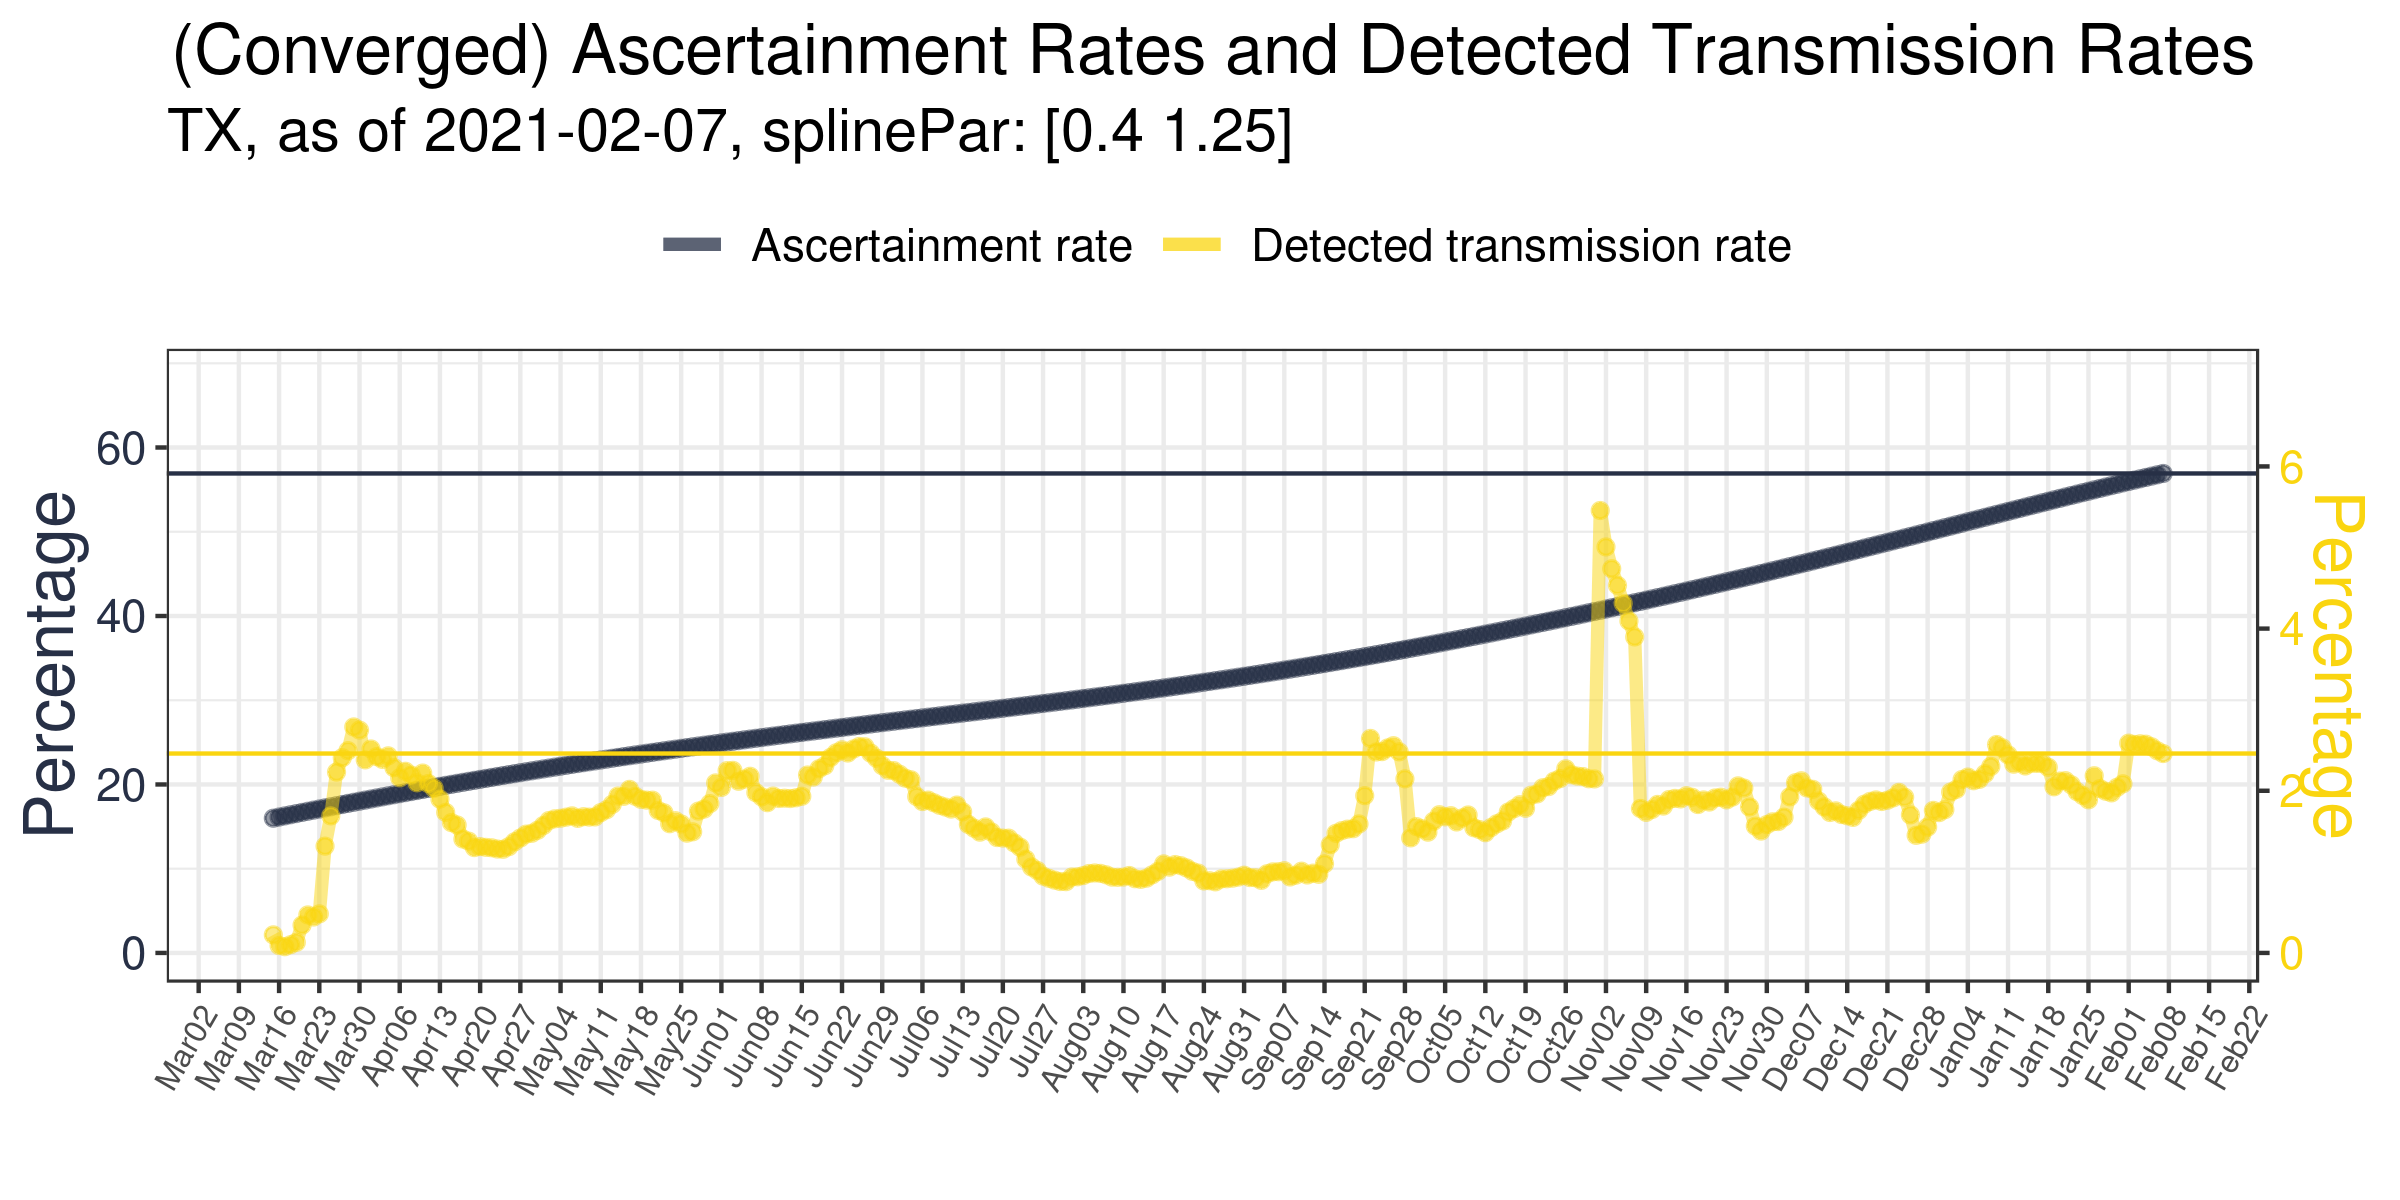 (Converged) Ascertainment Rates and Detected Transmission Rates
TX, as of 2021-02-07, splinePar: [0.4 1.25]
Ascertainment rate Detected transmission rate
Percentage
60
40
20
0
6
4
2
0
Percentage
Mar02 Mar09 Mar16 Mar23 Mar30 Apr06 Apr13 Apr20 Apr27 May04 May11 May18 May25 Jun01 Jun08 Jun15 Jun22 Jun29 Jul06 Jul13 Jul20 Jul27 Aug03 Aug10 Aug17 Aug24 Aug31 Sep07 Sep14 Sep21 Sep28 Oct05 Oct12 Oct19 Oct26 Nov02 Nov09 Nov16 Nov23 Nov30 Dec07 Dec14 Dec21 Dec28 Jan04 Jan11 Jan18 Jan25 Feb01 Feb08 Feb15 Feb22